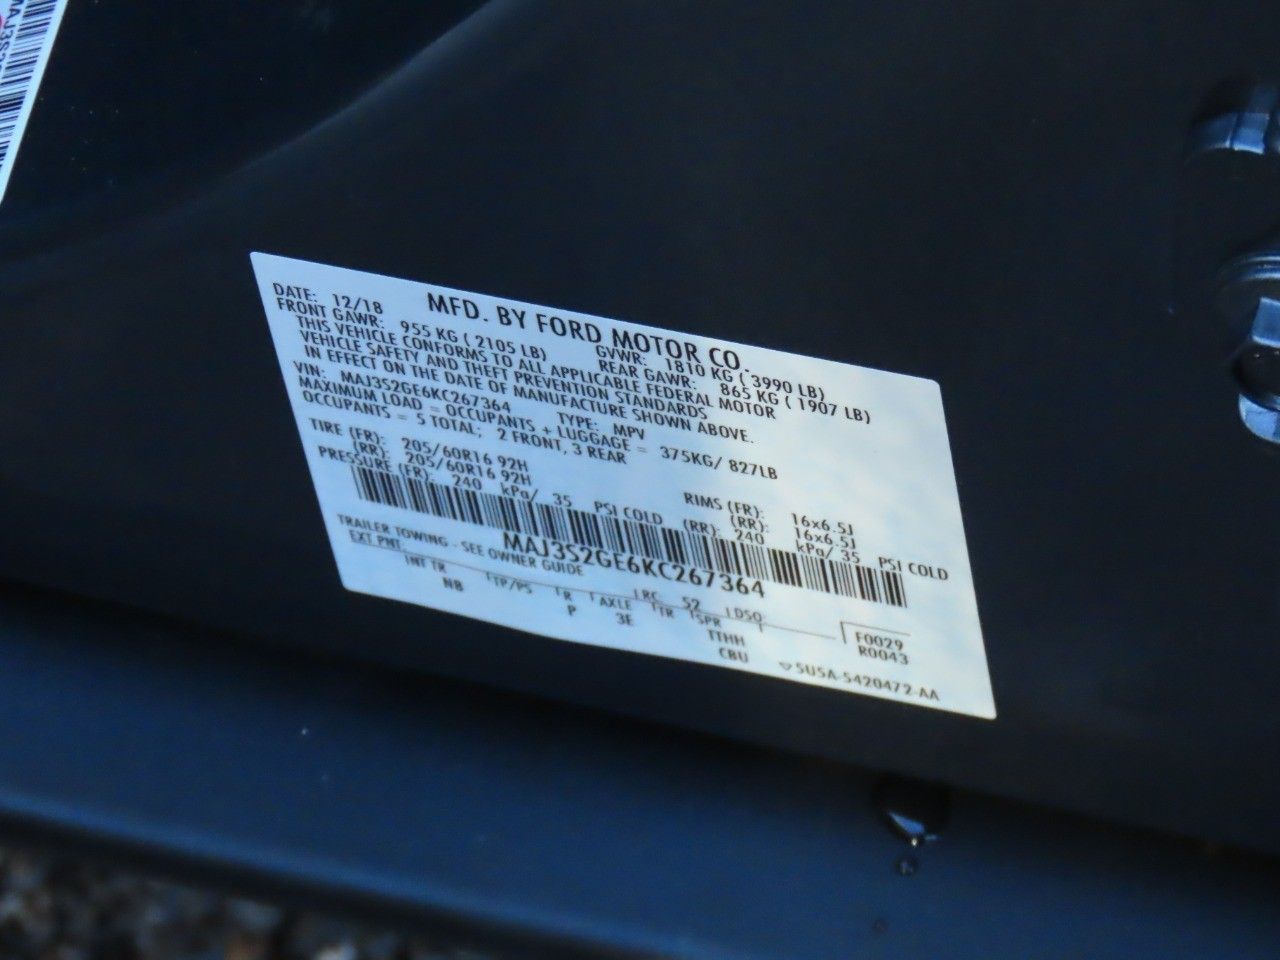 MAJ3S2
DATE: 12/18 MFD. BY FORD MOTOR CO.
FRONT GAWR: 955 KG ( 2105 LB) GVWR: 1810 KG ( 3990 LB)
REAR GAWR: 865 KG ( 1907 LB)
THIS VEHICLE CONFORMS TO ALL APPLICABLE FEDERAL MOTOR
VEHICLE SAFETY AND THEFT PREVENTION STANDARDS
IN EFFECT ON THE DATE OF MANUFACTURE SHOWN ABOVE.
VIN: MAJ3S2GE6KC267364 TYPE: MPV
MAXIMUM LOAD = OCCUPANTS + LUGGAGE = 375KG/ 827LB
OCCUPANTS = 5 TOTAL; 2 FRONT, 3 REAR
TIRE (FR): 205/60R16 92H RIMS (FR): 16x6.5J
(RR): 205/60R16 92H (RR): 16x6.5J
PRESSURE (FR): 240 kPa/ 35 PSI COLD (RR): 240 kPa/ 35 PSI COLD
MAJ3S2GE6KC267364
TRAILER TOWING - SEE OWNER GUIDE
EXT PNT RC: 52 DSO: F0029
R0043
INT TR TP/PS R AXLE TR SPR
NB P 3E TTHH
CBU 5U5A-5420472-AA